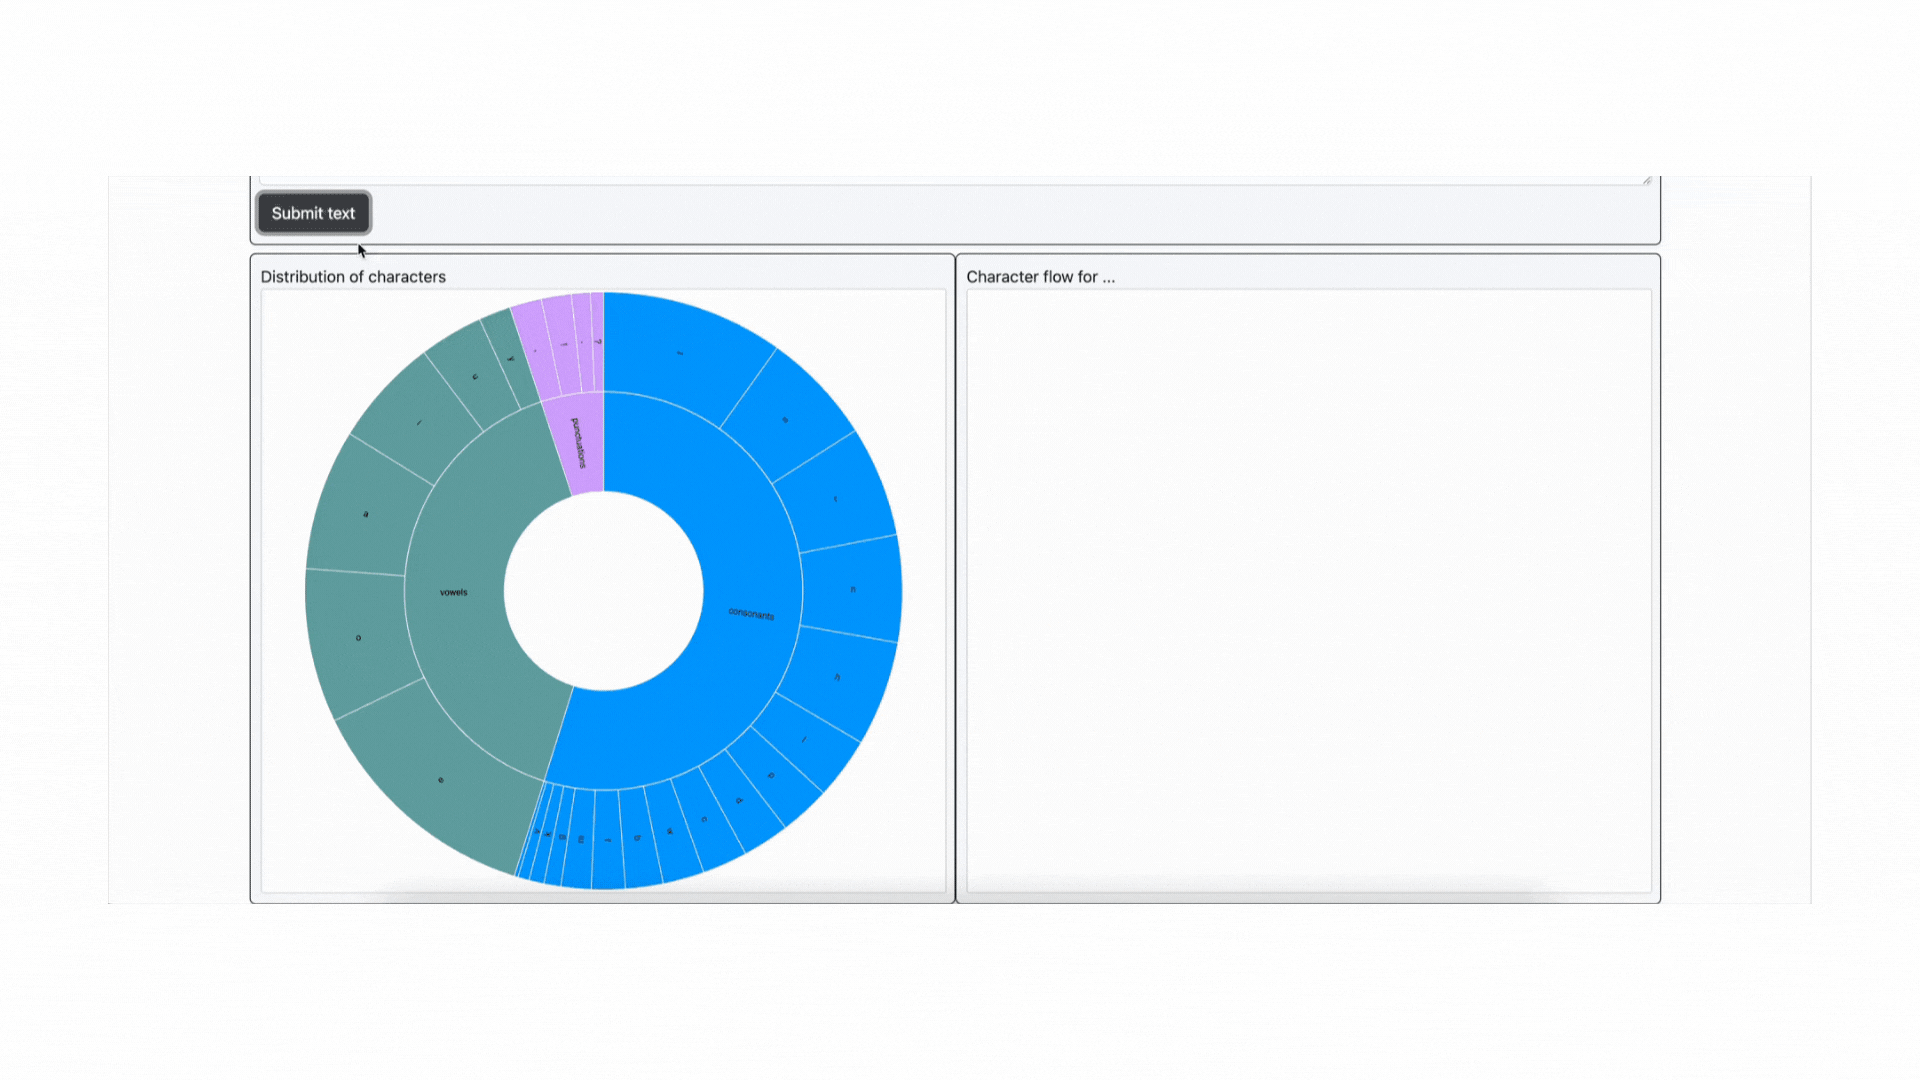 Submit text
Distribution of characters
Character flow for ...
punctuations
vowels
consonants
y
u
i
a
o
e
?
!
s
r
n
h
l